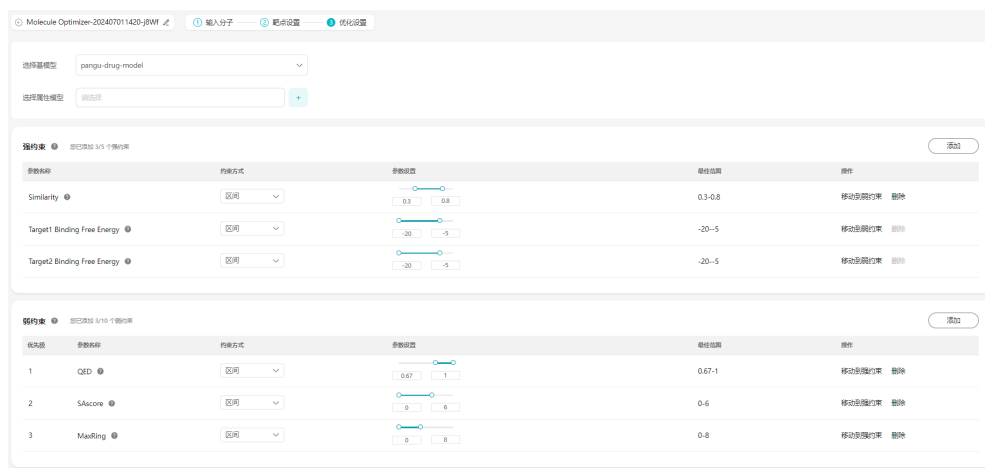 Molecule Optimizer-202407011420-j8Wf 1 输入分子 2 靶点设置 3 优化设置
选择基模型 pangu-drug-model
选择属性模型 请选择 +
强约束 ? 您已添加 3/5 个强约束 添加
参数名称 约束方式 参数设置 最佳范围 操作
Similarity ? 区间 0.3 0.8 0.3-0.8 移动到弱约束 删除
Target1 Binding Free Energy ? 区间 -20 -5 -20--5 移动到弱约束 删除
Target2 Binding Free Energy ? 区间 -20 -5 -20--5 移动到弱约束 删除
弱约束 ? 您已添加 3/10 个弱约束 添加
优先级 参数名称 约束方式 参数设置 最佳范围 操作
1 QED ? 区间 0.67 1 0.67-1 移动到强约束 删除
2 SAscore ? 区间 0 6 0-6 移动到强约束 删除
3 MaxRing ? 区间 0 8 0-8 移动到强约束 删除